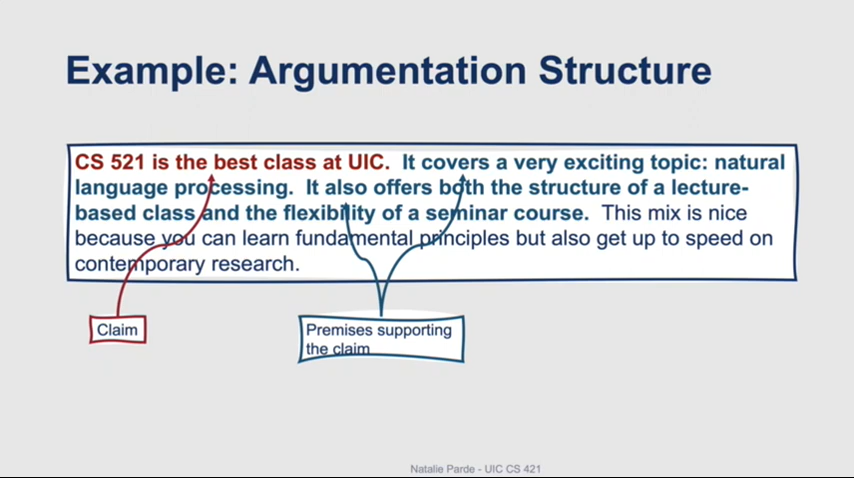 Example: Argumentation Structure
CS 521 is the best class at UIC. It covers a very exciting topic: natural
language processing. It also offers both the structure of a lecture-
based class and the flexibility of a seminar course. This mix is nice
because you can learn fundamental principles but also get up to speed on
contemporary research.
Claim
Premises supporting
the claim
Natalie Parde - UIC CS 421